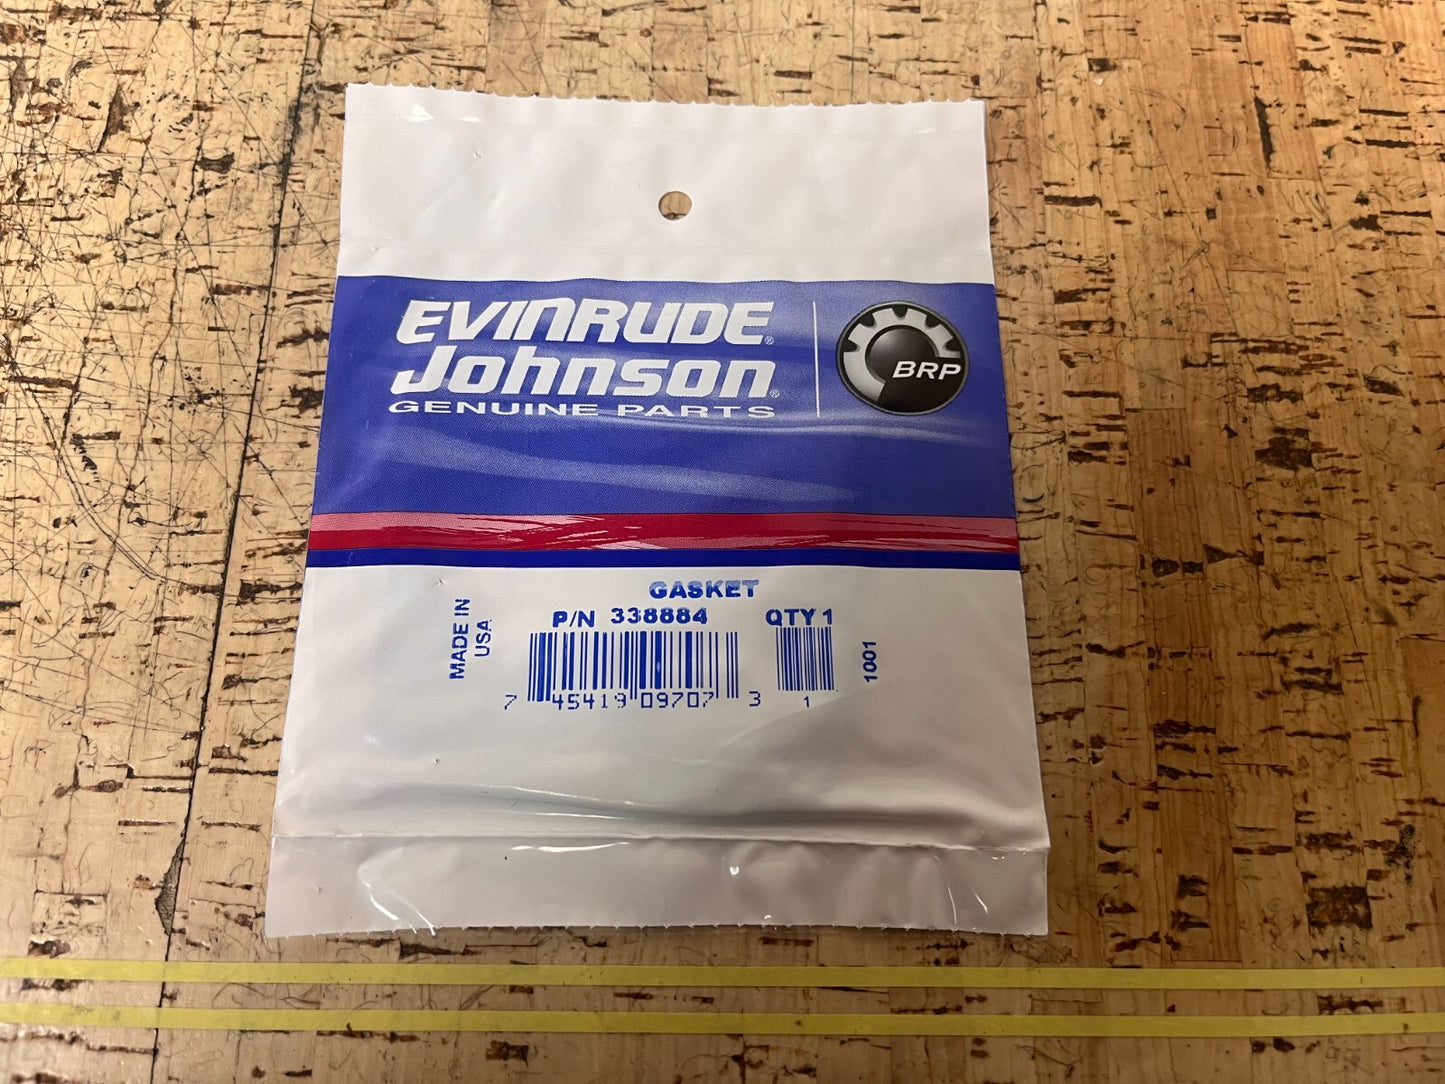 EVINRUDE®
Johnson®
GENUINE PARTS
BRP
GASKET
P/N 338884 QTY 1
MADE IN
USA
7 45419 09707 3
1
1001